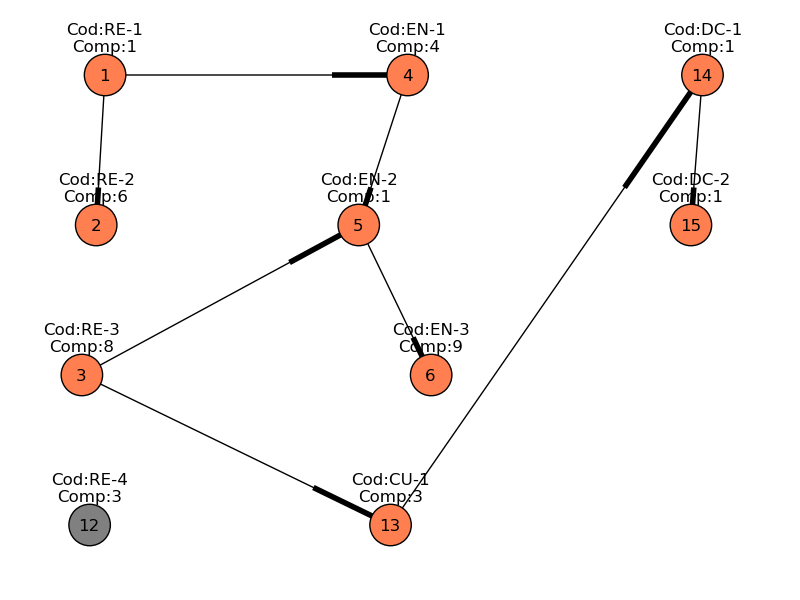 Cod:RE-1
Comp:1
1
Cod:EN-1
Comp:4
4
Cod:DC-1
Comp:1
14
Cod:RE-2
Comp:6
2
Cod:EN-2
Comp:1
5
Cod:DC-2
Comp:1
15
Cod:RE-3
Comp:8
3
Cod:EN-3
Comp:9
6
Cod:RE-4
Comp:3
12
Cod:CU-1
Comp:3
13